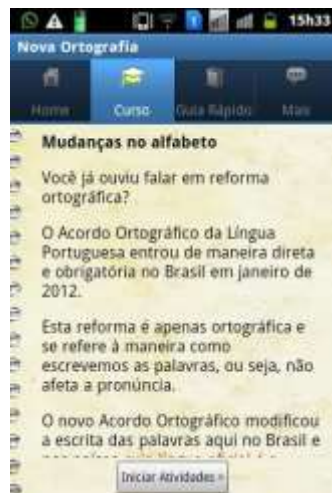 15h33
Nova Ortografia
Home Curso Guia Rápido Mais
Mudanças no alfabeto
Você já ouviu falar em reforma
ortográfica?
O Acordo Ortográfico da Língua
Portuguesa entrou de maneira direta
e obrigatória no Brasil em janeiro de
2012.
Esta reforma é apenas ortográfica e
se refere à maneira como
escrevemos as palavras, ou seja, não
afeta a pronúncia.
O novo Acordo Ortográfico modificou
a escrita das palavras aqui no Brasil e
Iniciar Atividades »